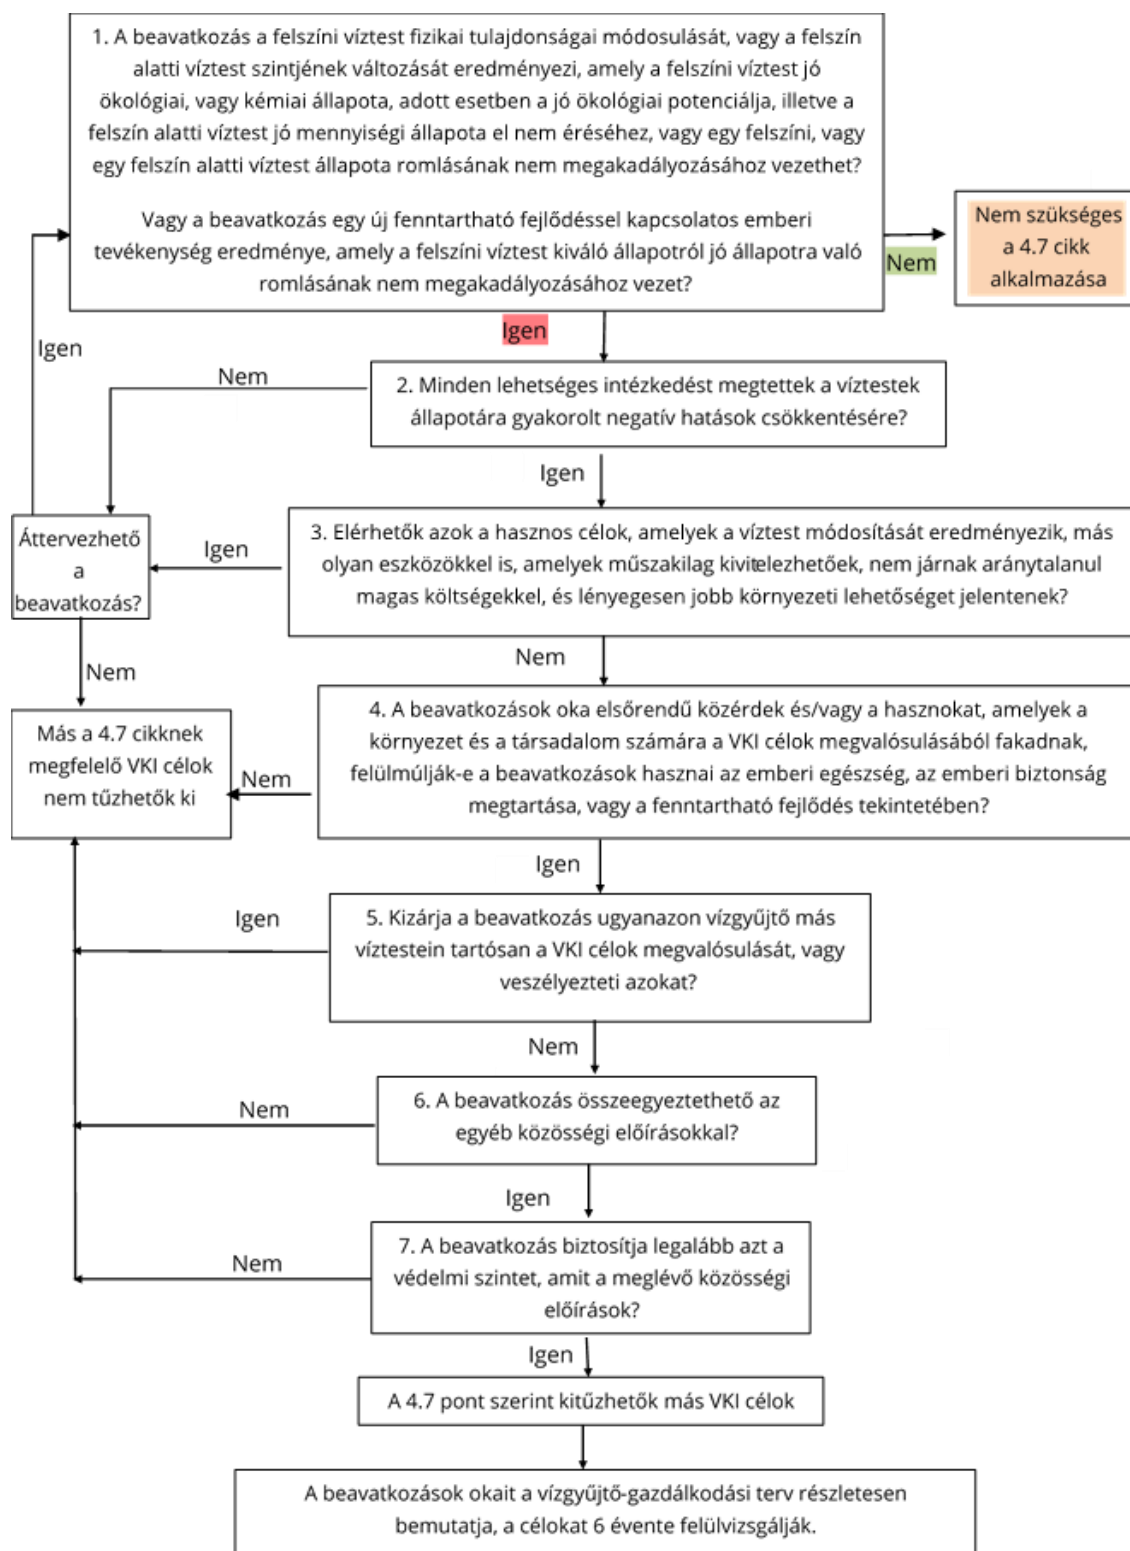 1. A beavatkozás a felszíni víztest fizikai tulajdonságai módosulását, vagy a felszín
alatti víztest szintjének változását eredményezi, amely a felszíni víztest jó
ökológiai, vagy kémiai állapota, adott esetben a jó ökológiai potenciálja, illetve a
felszín alatti víztest jó mennyiségi állapota el nem éréséhez, vagy egy felszíni, vagy
egy felszín alatti víztest állapota romlásának nem megakadályozásához vezethet?
Vagy a beavatkozás egy új fenntartható fejlődéssel kapcsolatos emberi
tevékenység eredménye, amely a felszíni víztest kiváló állapotról jó állapotra való
romlásának nem megakadályozásához vezet?
Nem
Nem szükséges
a 4.7 cikk
alkalmazása
Igen
Igen
Nem
2. Minden lehetséges intézkedést megtettek a víztestek
állapotára gyakorolt negatív hatások csökkentésére?
Igen
Áttervezhető
a
beavatkozás?
Igen
3. Elérhetők azok a hasznos célok, amelyek a víztest módosítását eredményezik, más
olyan eszközökkel is, amelyek műszakilag kivitelezhetőek, nem járnak aránytalanul
magas költségekkel, és lényegesen jobb környezeti lehetőséget jelentenek?
Nem
Nem
Más a 4.7 cikknek
megfelelő VKI célok
nem tűzhetők ki
Nem
4. A beavatkozások oka elsőrendű közérdek és/vagy a hasznokat, amelyek a
környezet és a társadalom számára a VKI célok megvalósulásából fakadnak,
felülmúlják-e a beavatkozások hasznai az emberi egészség, az emberi biztonság
megtartása, vagy a fenntartható fejlődés tekintetében?
Igen
Igen
5. Kizárja a beavatkozás ugyanazon vízgyűjtő más
víztestein tartósan a VKI célok megvalósulását, vagy
veszélyezteti azokat?
Nem
Nem
6. A beavatkozás összeegyeztethető az
egyéb közösségi előírásokkal?
Igen
Nem
7. A beavatkozás biztosítja legalább azt a
védelmi szintet, amit a meglévő közösségi
előírások?
Igen
A 4.7 pont szerint kitűzhetők más VKI célok
A beavatkozások okait a vízgyűjtő-gazdálkodási terv részletesen
bemutatja, a célokat 6 évente felülvizsgálják.